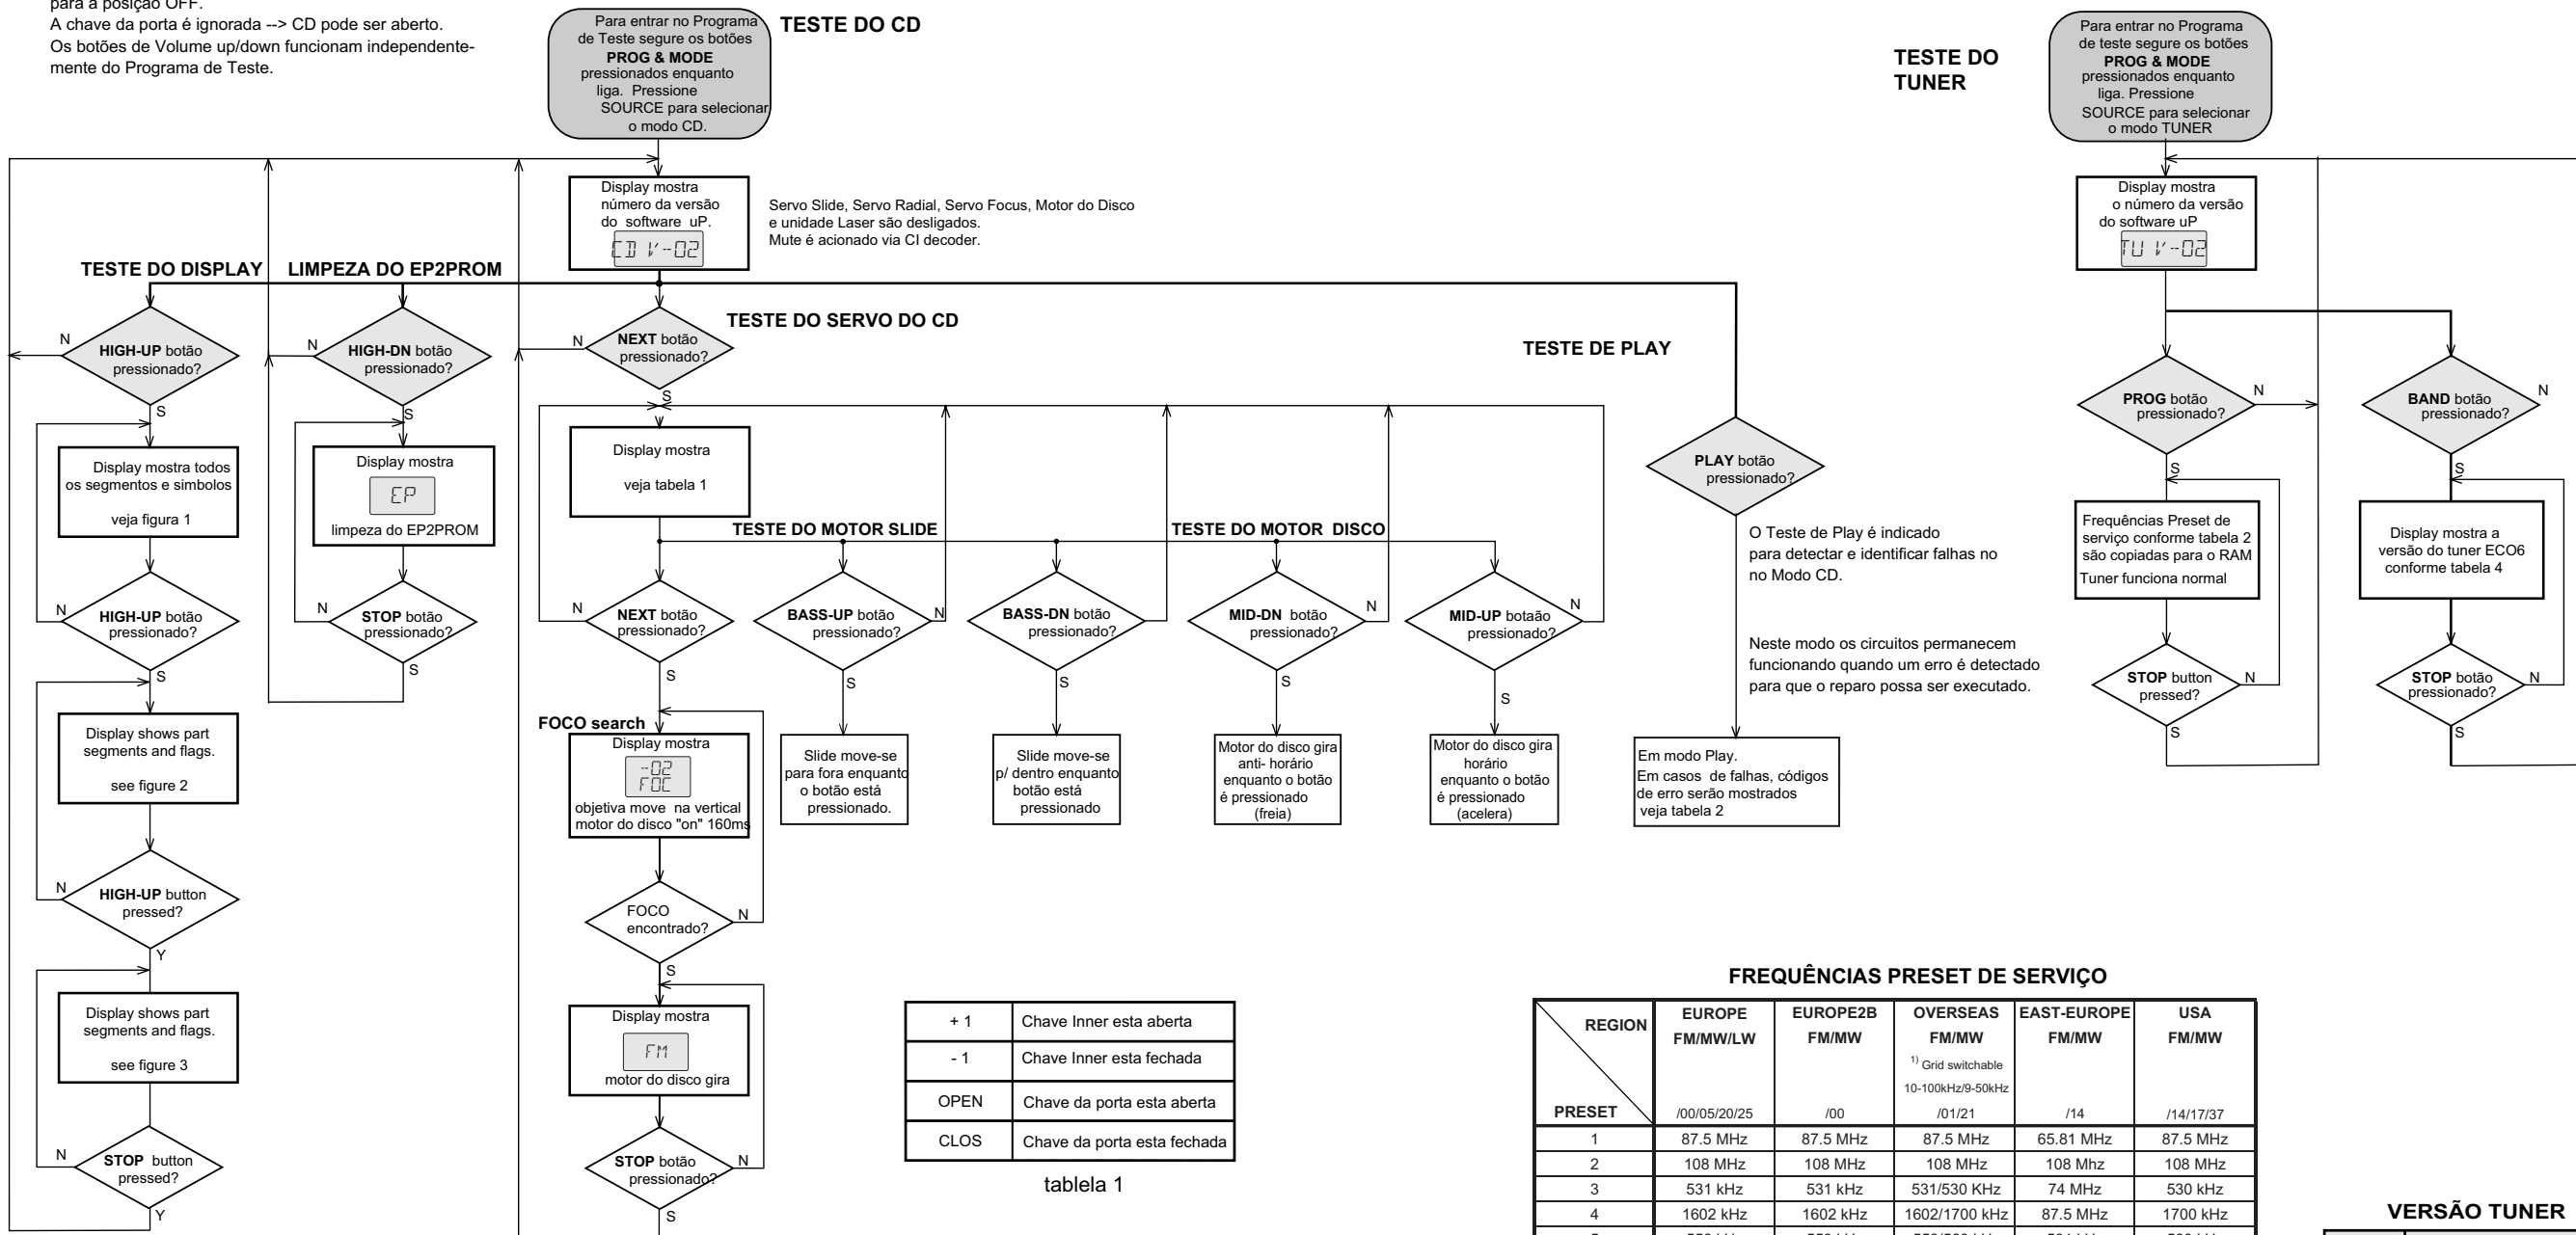 para a posição OFF.
A chave da porta é ignorada --> CD pode ser aberto.
Os botões de Volume up/down funcionam independente-
mente do Programa de Teste.
Para entrar no Programa
de Teste segure os botões
PROG & MODE
pressionados enquanto
liga. Pressione
SOURCE para selecionar
o modo CD.
TESTE DO CD
Display mostra
número da versão
do software uP.
CD V-02
Servo Slide, Servo Radial, Servo Focus, Motor do Disco
e unidade Laser são desligados.
Mute é acionado via CI decoder.
TESTE DO DISPLAY
LIMPEZA DO EP2PROM
TESTE DO SERVO DO CD
TESTE DE PLAY
N
HIGH-UP botão
pressionado?
S
Display mostra todos
os segmentos e simbolos
veja figura 1
N
HIGH-UP botão
pressionado?
S
Display shows part
segments and flags.
see figure 2
N
HIGH-UP button
pressed?
Y
Display shows part
segments and flags.
see figure 3
N
STOP button
pressed?
Y
N
HIGH-DN botão
pressionado?
S
Display mostra
EP
limpeza do EP2PROM
N
STOP botão
pressionado?
S
N
NEXT botão
pressionado?
S
Display mostra
veja tabela 1
TESTE DO MOTOR SLIDE
TESTE DO MOTOR DISCO
N
NEXT botão
pressionado?
S
BASS-UP botão
pressionado?
N
S
Slide move-se
para fora enquanto
o botão está
pressionado.
BASS-DN botão
pressionado?
S
Slide move-se
p/ dentro enquanto
botão está
pressionado
MID-DN botão
pressionado?
N
S
Motor do disco gira
anti- horário
enquanto o botão
é pressionado
(freia)
MID-UP botaão
pressionado?
N
S
Motor do disco gira
horário
enquanto o botão
é pressionado
(acelera)
FOCO search
Display mostra
-02
FOC
objetiva move na vertical
motor do disco "on" 160ms
FOCO
encontrado?
N
S
Display mostra
FM
motor do disco gira
STOP botão
pressionado?
N
S
PLAY botão
pressionado?
O Teste de Play é indicado
para detectar e identificar falhas no
no Modo CD.
Neste modo os circuitos permanecem
funcionando quando um erro é detectado
para que o reparo possa ser executado.
Em modo Play.
Em casos de falhas, códigos
de erro serão mostrados
veja tabela 2
+ 1 Chave Inner esta aberta
- 1 Chave Inner esta fechada
OPEN Chave da porta esta aberta
CLOS Chave da porta esta fechada
tablela 1
TESTE DO
TUNER
Para entrar no Programa
de teste segure os botões
PROG & MODE
pressionados enquanto
liga. Pressione
SOURCE para selecionar
o modo TUNER
Display mostra
o número da versão
do software uP
TU V-02
PROG botão
pressionado?
N
S
Frequências Preset de
serviço conforme tabela 2
são copiadas para o RAM
Tuner funciona normal
STOP button
pressed?
N
S
BAND botão
pressionado?
N
S
Display mostra a
versão do tuner ECO6
conforme tabela 4
STOP botão
pressionado?
N
S
FREQUÊNCIAS PRESET DE SERVIÇO
REGION EUROPE EUROPE2B OVERSEAS EAST-EUROPE USA
FM/MW/LW FM/MW FM/MW FM/MW FM/MW
1) Grid switchable
10-100kHz/9-50kHz
PRESET /00/05/20/25 /00 /01/21 /14 /14/17/37
1 87.5 MHz 87.5 MHz 87.5 MHz 65.81 MHz 87.5 MHz
2 108 MHz 108 MHz 108 MHz 108 Mhz 108 MHz
3 531 kHz 531 kHz 531/530 KHz 74 MHz 530 kHz
4 1602 kHz 1602 kHz 1602/1700 kHz 87.5 MHz 1700 kHz
VERSÃO TUNER